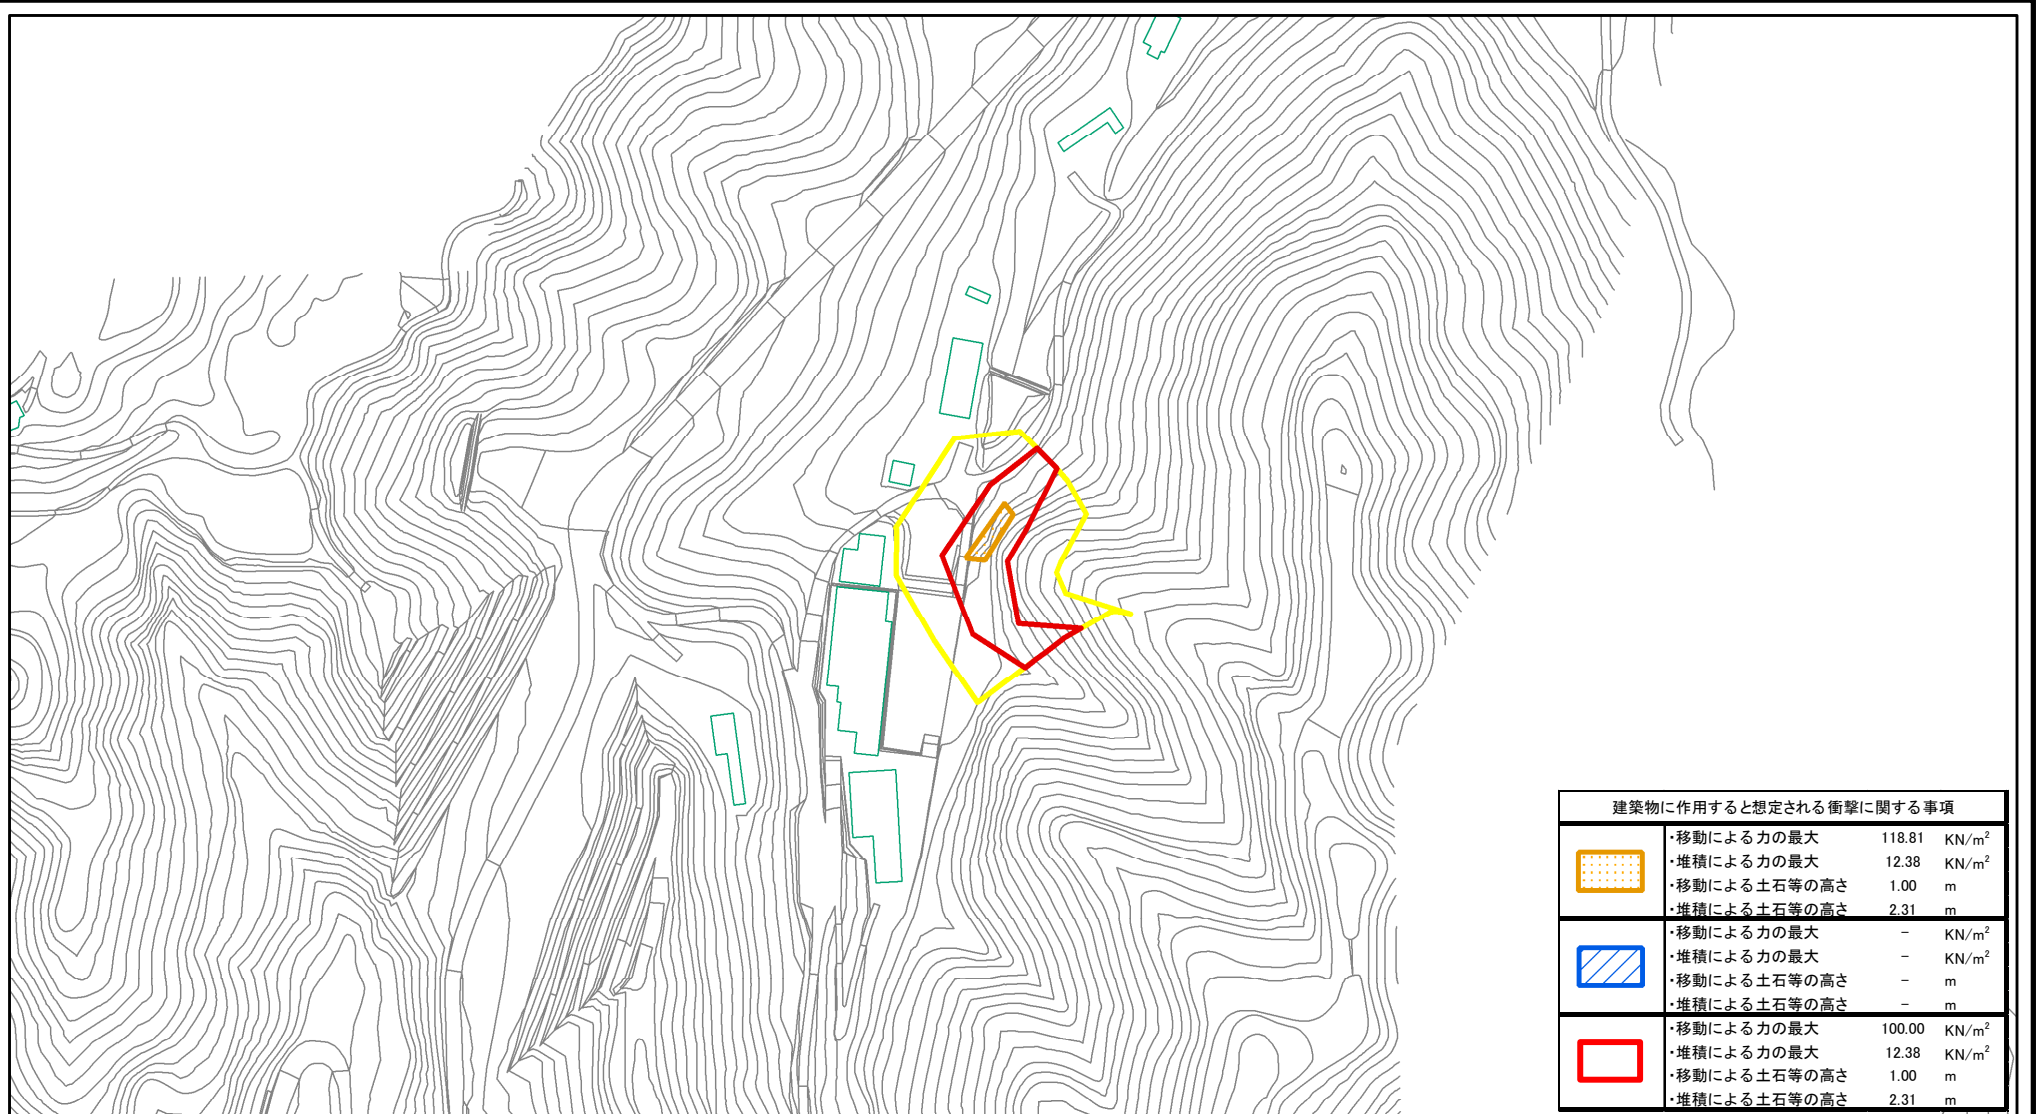 建築物に作用すると想定される衝撃に関する事項
・移動による力の最大 118.81 KN/m²
・堆積による力の最大 12.38 KN/m²
・移動による土石等の高さ 1.00 m
・堆積による土石等の高さ 2.31 m
・移動による力の最大 － KN/m²
・堆積による力の最大 － KN/m²
・移動による土石等の高さ － m
・堆積による土石等の高さ － m
・移動による力の最大 100.00 KN/m²
・堆積による力の最大 12.38 KN/m²
・移動による土石等の高さ 1.00 m
・堆積による土石等の高さ 2.31 m